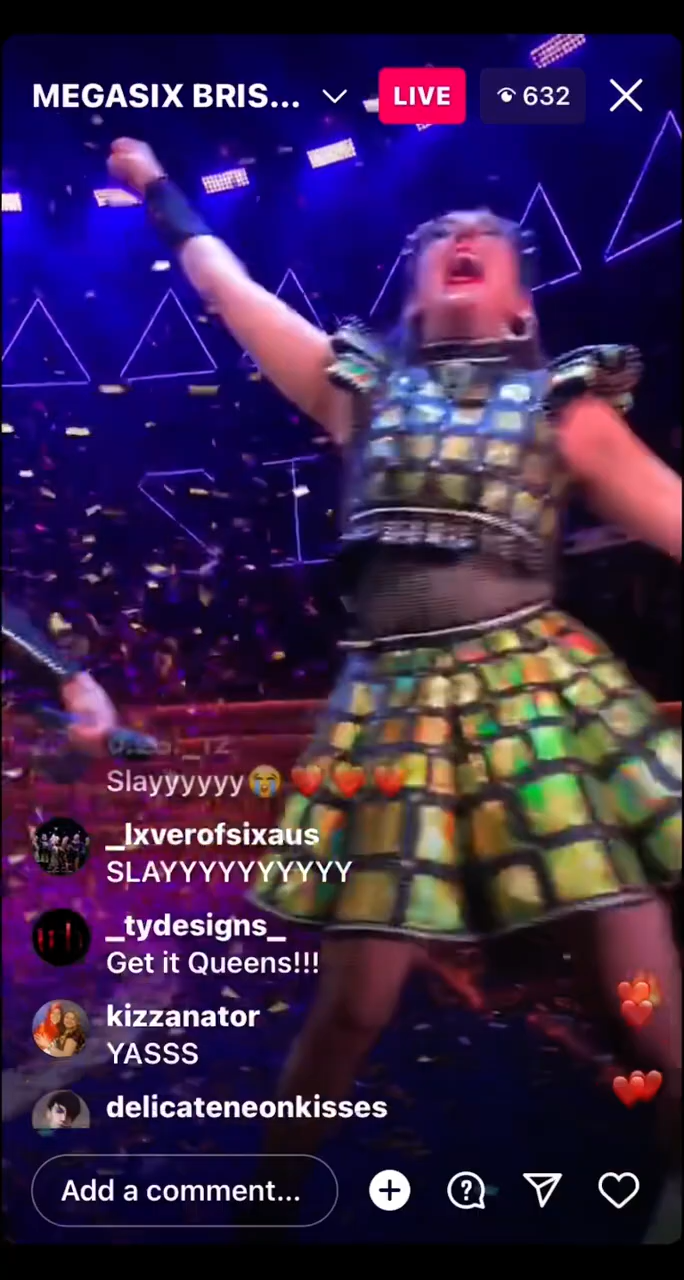 MEGASIX BRIS...
LIVE
632
Slayyyyyy😭❤️❤️❤️
_lxverofsixaus
SLAYYYYYYYYYY
_tydesigns_
Get it Queens!!!
kizzanator
YASSS
delicateneonkisses
Add a comment...